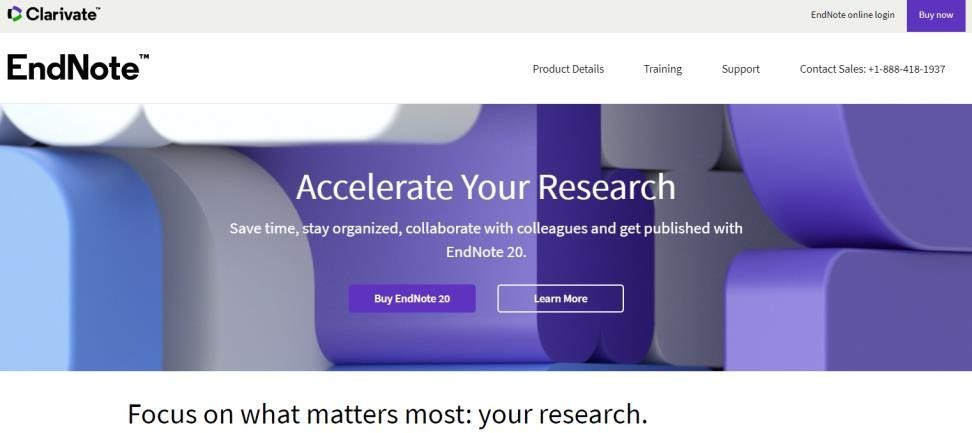 Clarivate™
EndNote online login
Buy now
EndNote™
Product Details
Training
Support
Contact Sales: +1-888-418-1937
Accelerate Your Research
Save time, stay organized, collaborate with colleagues and get published with
EndNote 20.
Buy EndNote 20
Learn More
Focus on what matters most: your research.